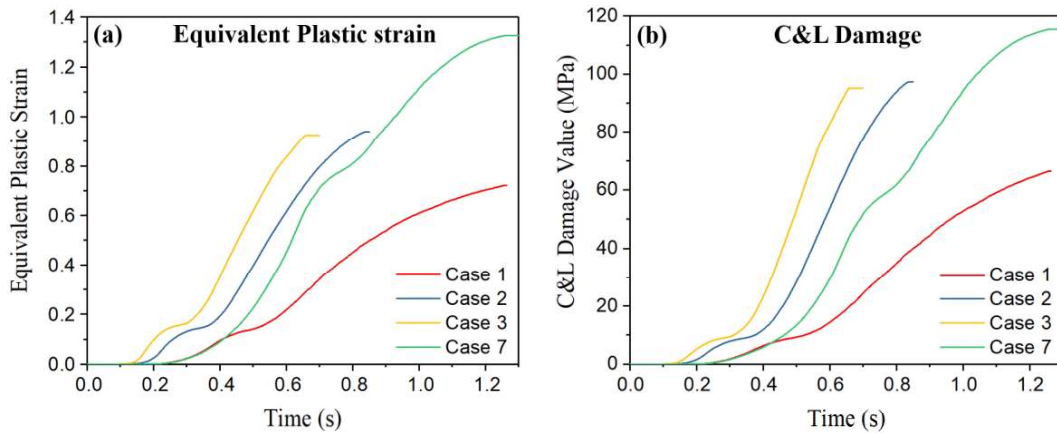 (a) Equivalent Plastic strain
Equivalent Plastic Strain
1.4
1.2
1.0
0.8
0.6
0.4
0.2
0.0
Case 1
Case 2
Case 3
Case 7
0.0 0.2 0.4 0.6 0.8 1.0 1.2
Time (s)
(b) C&L Damage
C&L Damage Value (MPa)
120
100
80
60
40
20
0
Case 1
Case 2
Case 3
Case 7
0.0 0.2 0.4 0.6 0.8 1.0 1.2
Time (s)